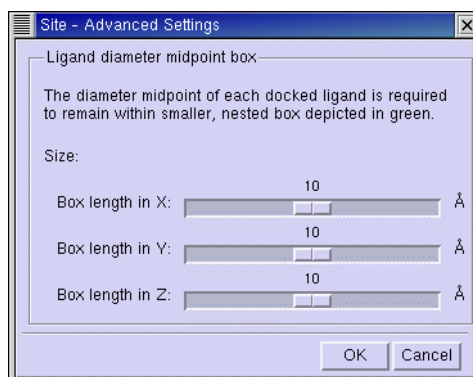 Site - Advanced Settings
Ligand diameter midpoint box
The diameter midpoint of each docked ligand is required
to remain within smaller, nested box depicted in green.
Size:
10
Box length in X: Å
10
Box length in Y: Å
10
Box length in Z: Å
OK Cancel